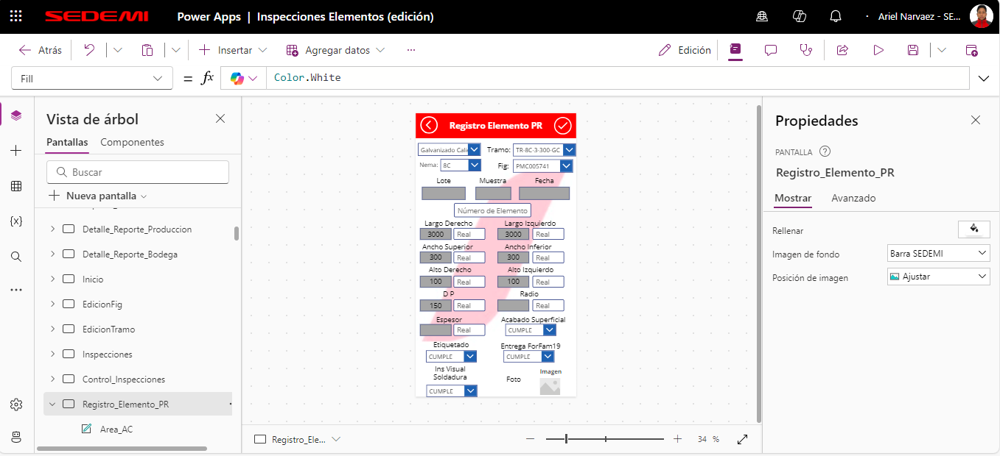 SEDEMI Power Apps | Inspecciones Elementos (edición) Ariel Narvaez - SE...
Atrás Insertar Agregar datos ... Edición
Fill = fx Color.White
Vista de árbol
Pantallas Componentes
Buscar
Nueva pantalla
Detalle_Reporte_Produccion
Detalle_Reporte_Bodega
Inicio
EdicionFig
EdicionTramo
Inspecciones
Control_Inspecciones
Registro_Elemento_PR
Area_AC
Registro Elemento PR
Galvanizado Cali Tramo: TR-8C-3-300-GC
Nema: 8C Fig: PMC005741
Lote Muestra Fecha
Número de Elemento
Largo Derecho Largo Izquierdo
3000 Real 3000 Real
Ancho Superior Ancho Inferior
300 Real 300 Real
Alto Derecho Alto Izquierdo
100 Real 100 Real
D P Radio
150 Real Real
Espesor Acabado Superficial
Real CUMPLE
Etiquetado Entrega ForFam19
CUMPLE CUMPLE
Ins Visual
Soldadura
Foto Imagen
CUMPLE
Registro_Ele... 34 %
Propiedades
PANTALLA
Registro_Elemento_PR
Mostrar Avanzado
Rellenar
Imagen de fondo Barra SEDEMI
Posición de imagen Ajustar